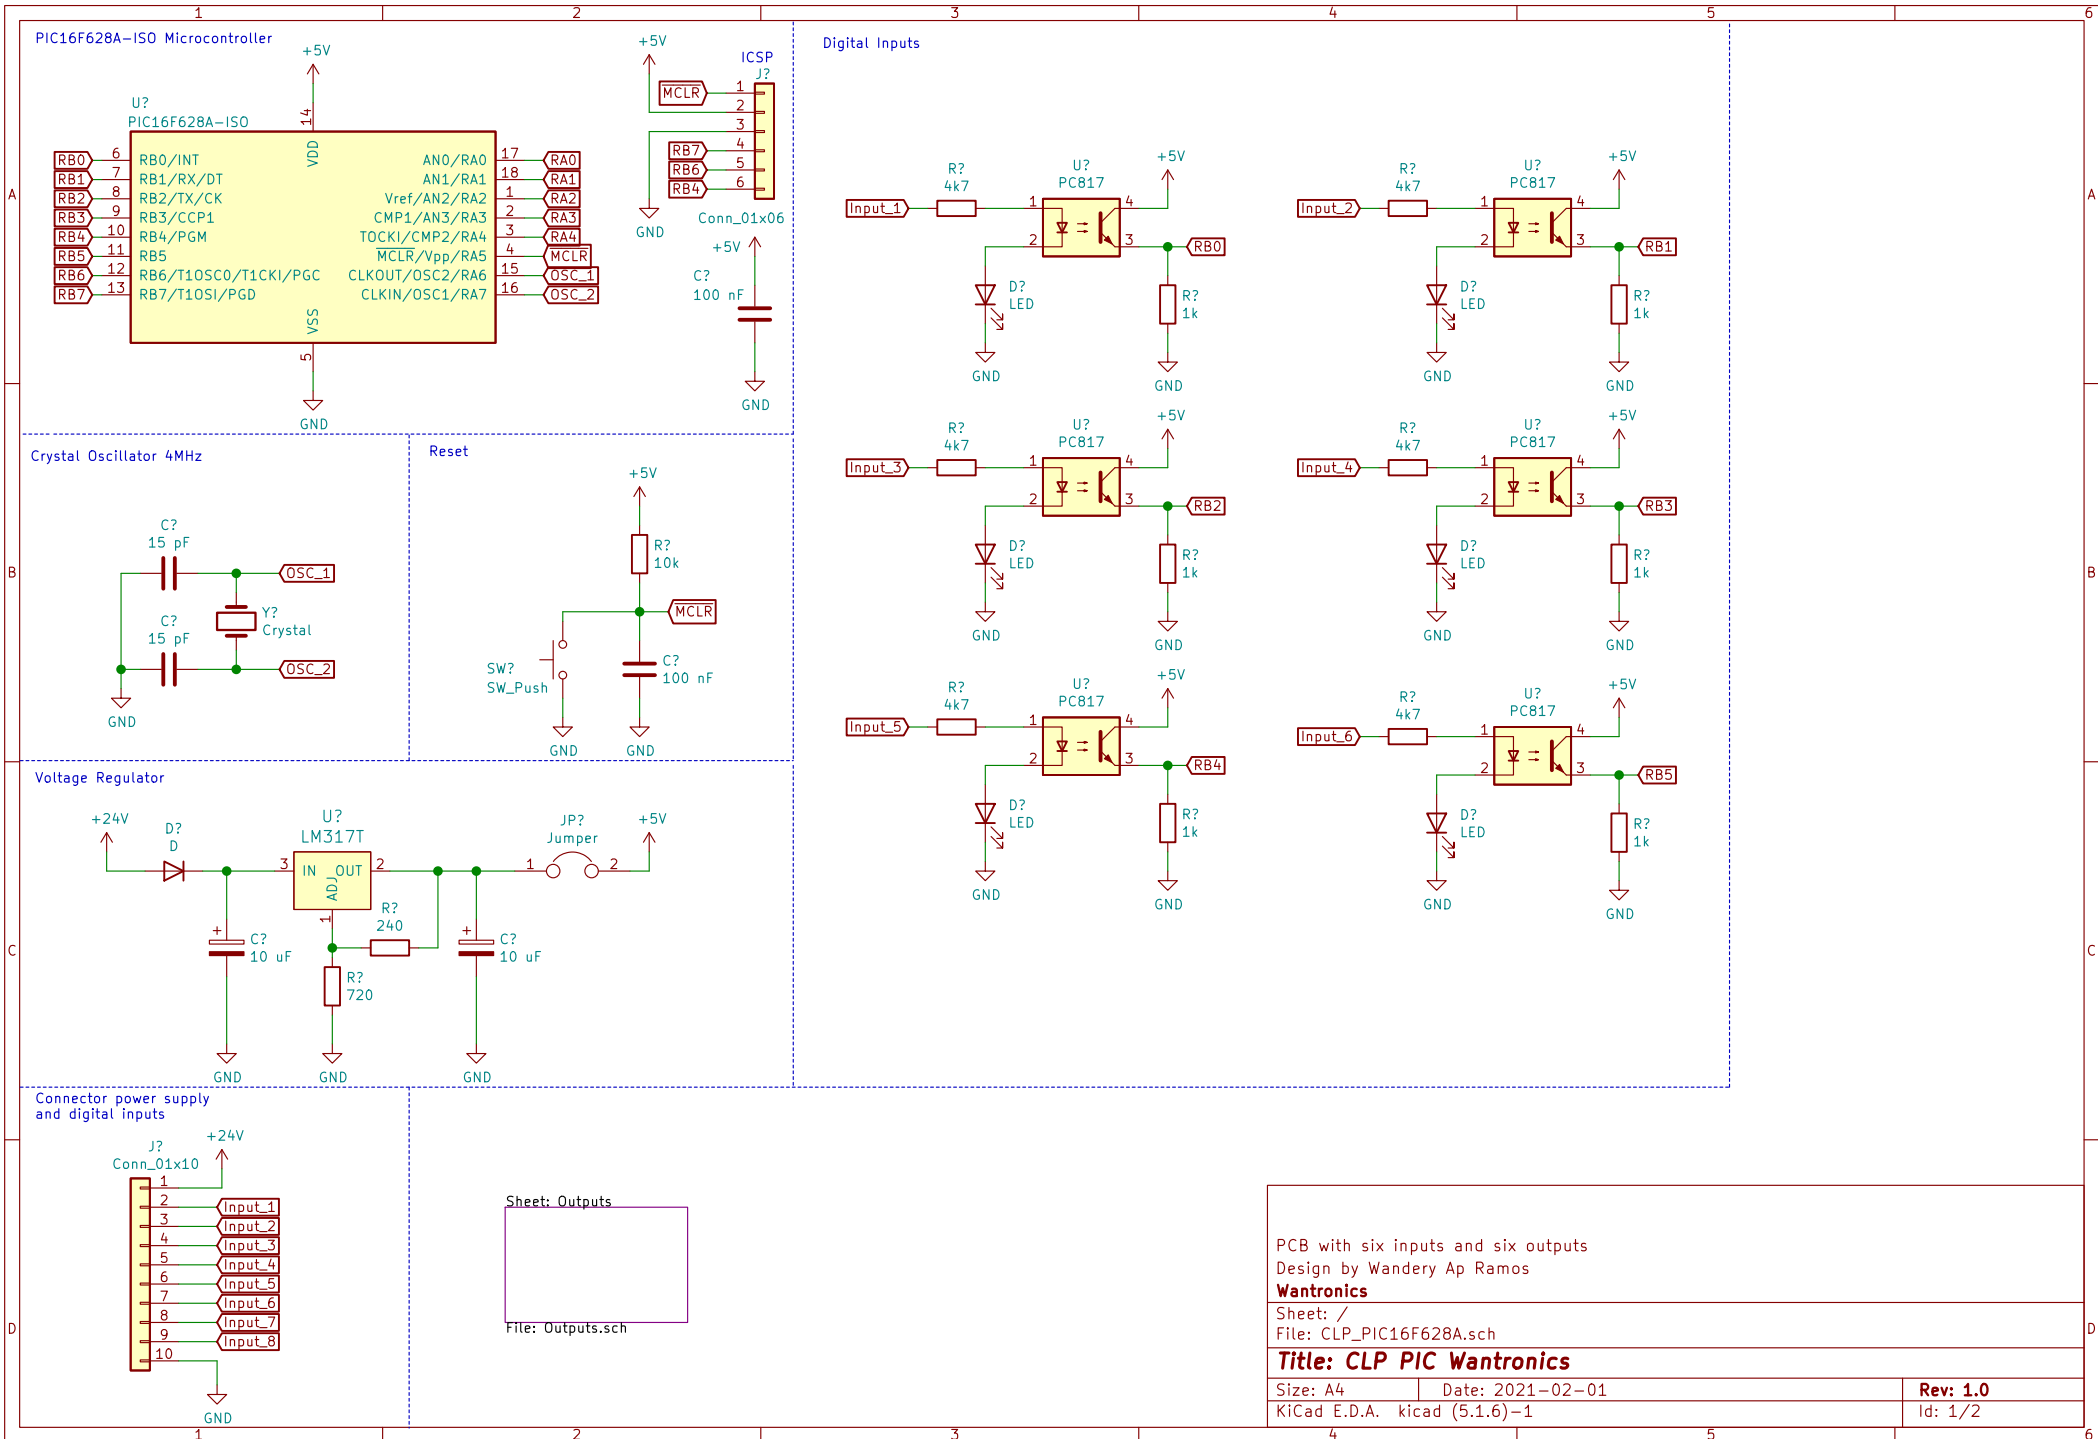 1 2 3 4 5 6
A
B
C
D
A
B
C
D
1 2 3 4 5 6
PIC16F628A-ISO Microcontroller
+5V
U?
PIC16F628A-ISO
14
VDD
RB0 6 RB0/INT
RB1 7 RB1/RX/DT
RB2 8 RB2/TX/CK
RB3 9 RB3/CCP1
RB4 10 RB4/PGM
RB5 11 RB5
RB6 12 RB6/T1OSC0/T1CKI/PGC
RB7 13 RB7/T1OSI/PGD
AN0/RA0 17 RA0
AN1/RA1 18 RA1
Vref/AN2/RA2 1 RA2
CMP1/AN3/RA3 2 RA3
TOCKI/CMP2/RA4 3 RA4
MCLR/Vpp/RA5 4 MCLR
CLKOUT/OSC2/RA6 15 OSC_1
CLKIN/OSC1/RA7 16 OSC_2
VSS
5
GND
+5V
ICSP
J?
MCLR 1
2
3
RB7 4
RB6 5
RB4 6
GND
Conn_01x06
+5V
C?
100 nF
GND
Crystal Oscillator 4MHz
C?
15 pF
OSC_1
Y?
Crystal
C?
15 pF
OSC_2
GND
Reset
+5V
R?
10k
MCLR
SW?
SW_Push
C?
100 nF
GND
GND
Voltage Regulator
+24V
D?
D
U?
LM317T
3 IN OUT 2
ADJ
1
JP?
Jumper
1 2
+5V
R?
240
C?
10 uF
R?
720
C?
10 uF
GND
GND
GND
Connector power supply
and digital inputs
+24V
J?
Conn_01x10
1
2 Input_1
3 Input_2
4 Input_3
5 Input_4
6 Input_5
7 Input_6
8 Input_7
9 Input_8
10
GND
Sheet: Outputs
File: Outputs.sch
Digital Inputs
Input_1
R?
4k7
U?
PC817
1
2
4
3
+5V
RB0
D?
LED
R?
1k
GND
GND
Input_2
R?
4k7
U?
PC817
1
2
4
3
+5V
RB1
D?
LED
R?
1k
GND
GND
Input_3
R?
4k7
U?
PC817
1
2
4
3
+5V
RB2
D?
LED
R?
1k
GND
GND
Input_4
R?
4k7
U?
PC817
1
2
4
3
+5V
RB3
D?
LED
R?
1k
GND
GND
Input_5
R?
4k7
U?
PC817
1
2
4
3
+5V
RB4
D?
LED
R?
1k
GND
GND
Input_6
R?
4k7
U?
PC817
1
2
4
3
+5V
RB5
D?
LED
R?
1k
GND
GND
PCB with six inputs and six outputs
Design by Wandery Ap Ramos
Wantronics
Sheet: /
File: CLP_PIC16F628A.sch
Title: CLP PIC Wantronics
Size: A4 Date: 2021-02-01 Rev: 1.0
KiCad E.D.A. kicad (5.1.6)-1 Id: 1/2